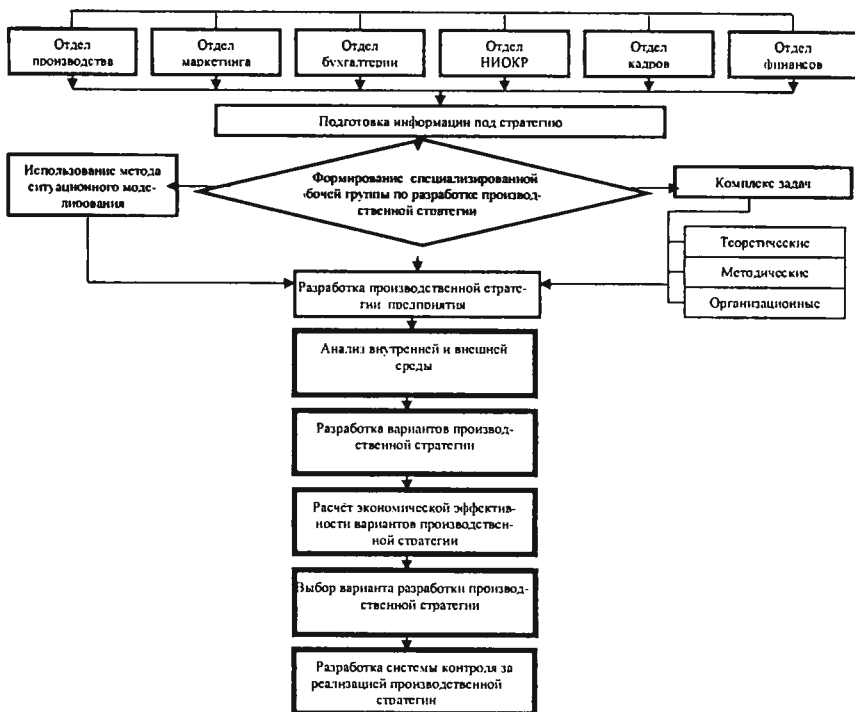 Отдел
производства
Отдел
маркетинга
Отдел
бухгалтерии
Отдел
НИОКР
Отдел
кадров
Отдел
финансов
Подготовка информации под стратегию
Использование метода
ситуационного моде-
лирования
Формирование специализированной
бочей группы по разработке производ-
ственной стртегии
Комплекс задач
Теоретические
Методические
Организационные
Разработка производственной страте-
гии предприятия
Анализ внутренней и внешней
среды
Разработка вариантов производ-
ственной стратегии
Расчёт экономической эффектив-
ности вариантов производствен-
ной стратегии
Выбор варианта разработки производ-
ственной стратегии
Разработка системы контроля за
реализацией производственной
стратегии